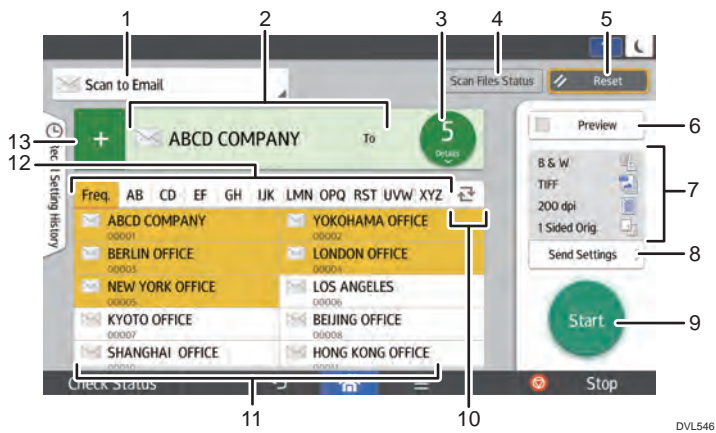 1 2 3 4 5
Scan to Email
Scan Files Status
Reset
ABCD COMPANY To
5
Details
Preview
6
13
12
Setting History
B & W
TIFF
200 dpi
1 Sided Orig.
7
Freq. AB CD EF GH IJK LMN OPQ RST UVW XYZ
ABCD COMPANY
00001
YOKOHAMA OFFICE
00002
BERLIN OFFICE
00003
LONDON OFFICE
00004
NEW YORK OFFICE
00005
LOS ANGELES
00006
KYOTO OFFICE
00007
BEIJING OFFICE
00008
SHANGHAI OFFICE
HONG KONG OFFICE
Send Settings
8
Start
9
Check Status
Stop
11
10
DVL546